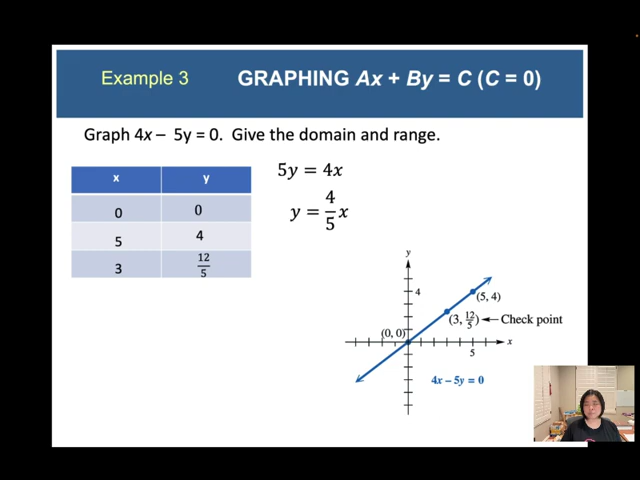 Example 3 GRAPHING Ax + By = C (C = 0)
Graph 4x – 5y = 0. Give the domain and range.
x y
0 0
5 4
3 12/5
5y = 4x
y = 4/5 x
y
4
(5, 4)
(3, 12/5) Check point
(0, 0)
x
5
4x – 5y = 0